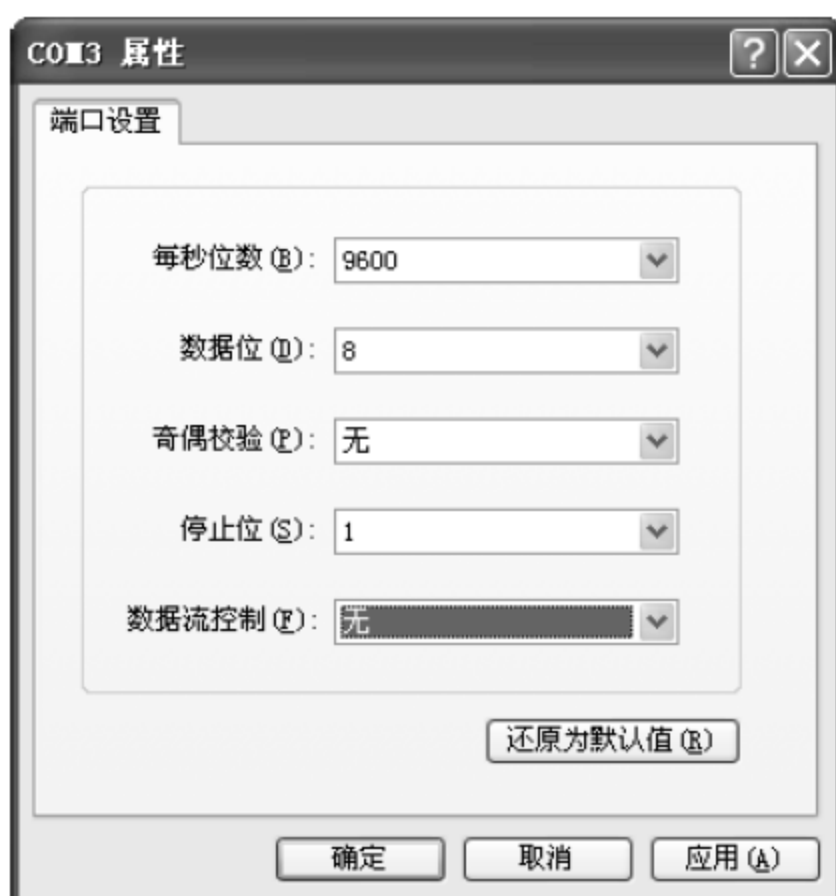 COM3 属性
端口设置
每秒位数(B): 9600
数据位(D): 8
奇偶校验(P): 无
停止位(S): 1
数据流控制(F): 无
还原为默认值(R)
确定 取消 应用(A)